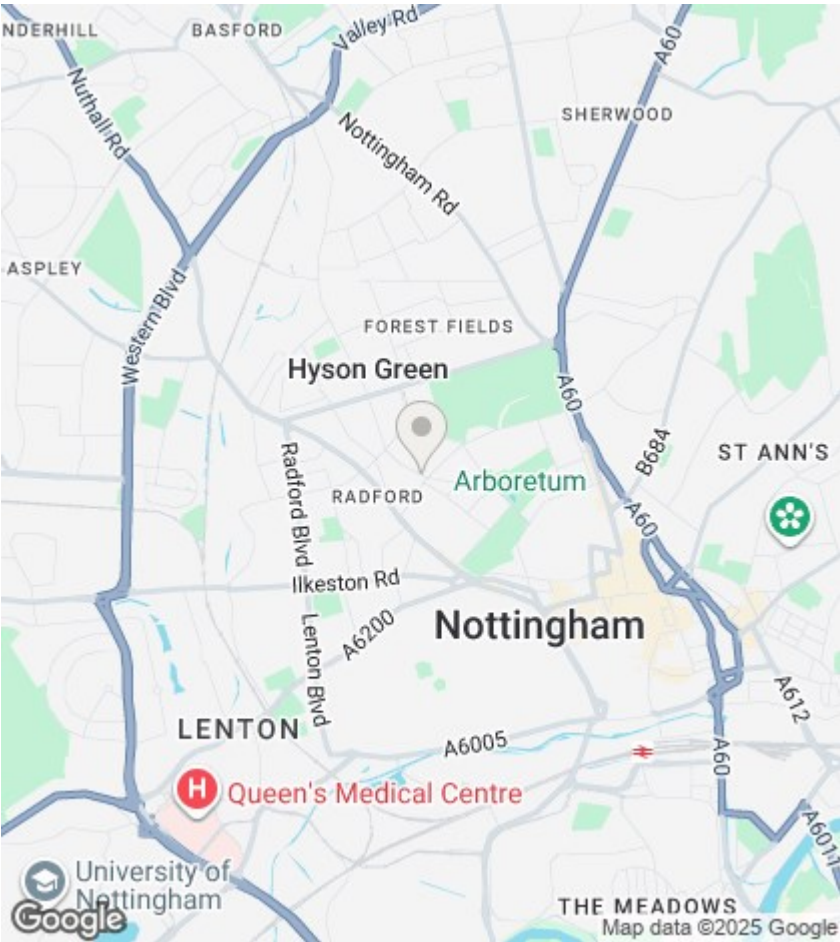 NDERHILL
BASFORD
Valley Rd
A60
Nuthall Rd
SHERWOOD
Nottingham Rd
ASPLEY
Western Blvd
FOREST FIELDS
Hyson Green
A60
B684
ST ANN'S
Radford Blvd
RADFORD
Arboretum
A60
Ilkeston Rd
Nottingham
A6200
Lenton Blvd
A612
LENTON
A6005
A60
H
Queen's Medical Centre
A6011
University of
Nottingham
THE MEADOWS
Google
Map data ©2025 Google